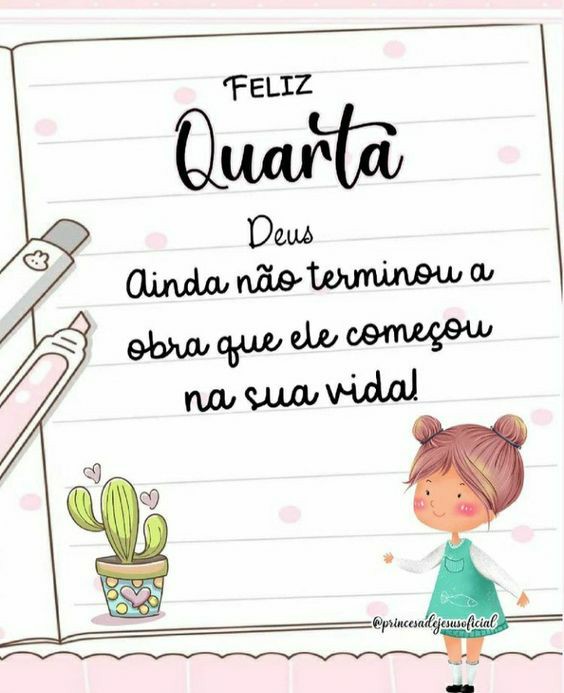 FELIZ
Quarta
Deus
ainda não terminou a
obra que ele começou
na sua vida!
@princesadejesusoficial